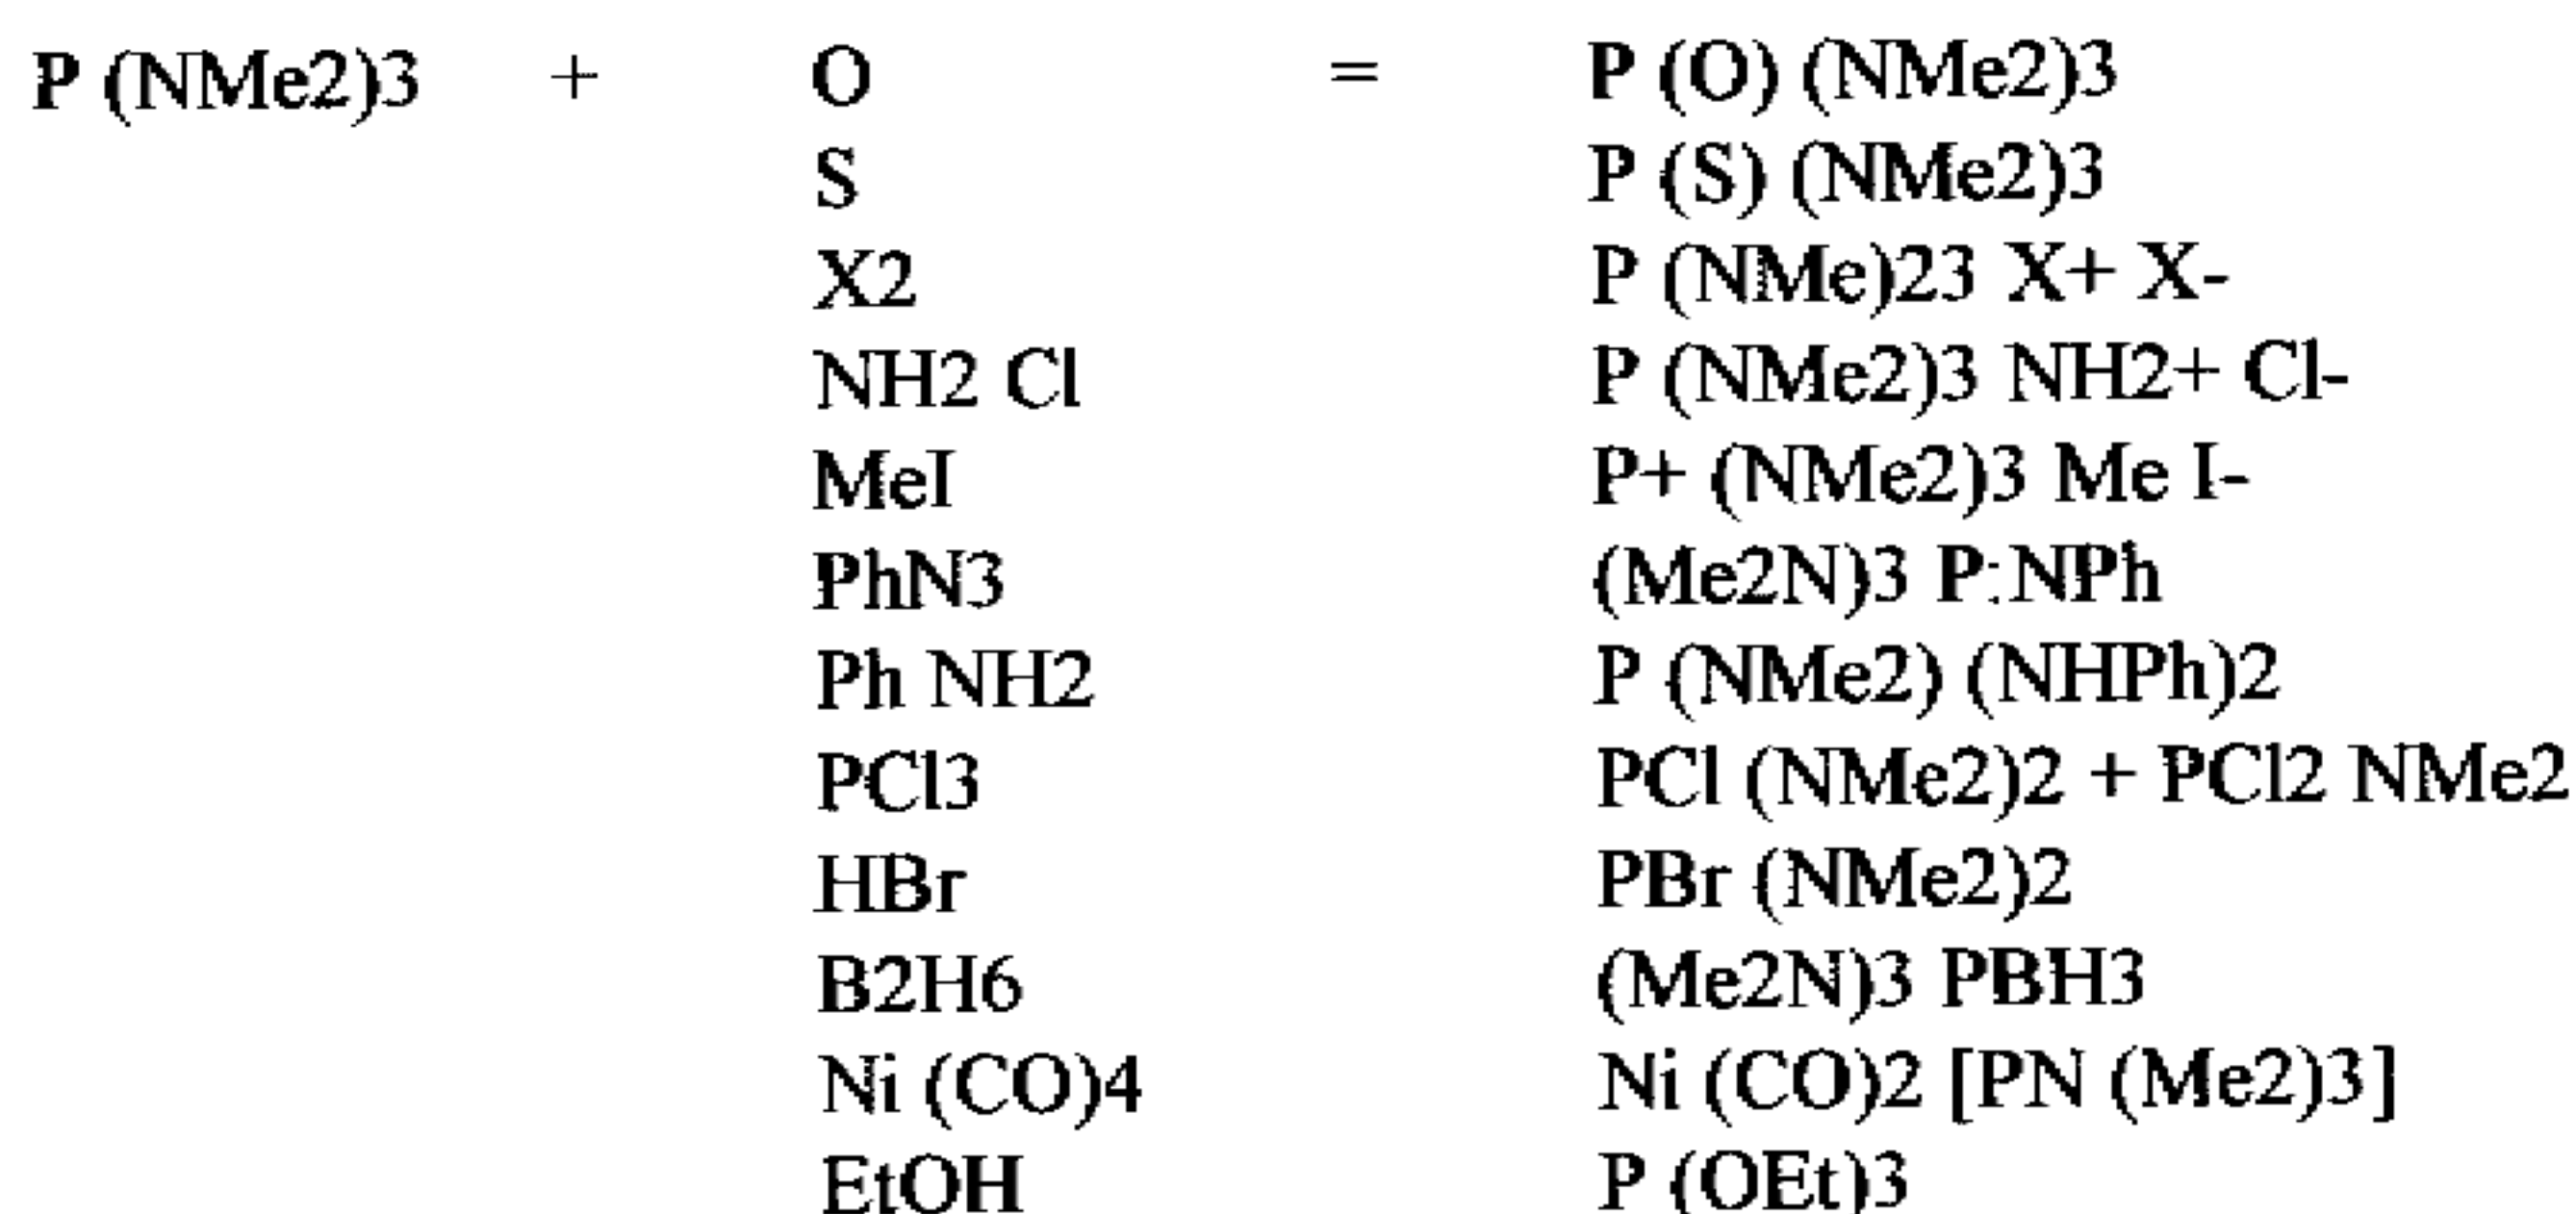 P (NMe2)3 + O = P (O) (NMe2)3
S P (S) (NMe2)3
X2 P (NMe)23 X+ X-
NH2 Cl P (NMe2)3 NH2+ Cl-
MeI P+ (NMe2)3 Me I-
PhN3 (Me2N)3 P:NPh
Ph NH2 P (NMe2) (NHPh)2
PCl3 PCl (NMe2)2 + PCl2 NMe2
HBr PBr (NMe2)2
B2H6 (Me2N)3 PBH3
Ni (CO)4 Ni (CO)2 [PN (Me2)3]
EtOH P (OEt)3